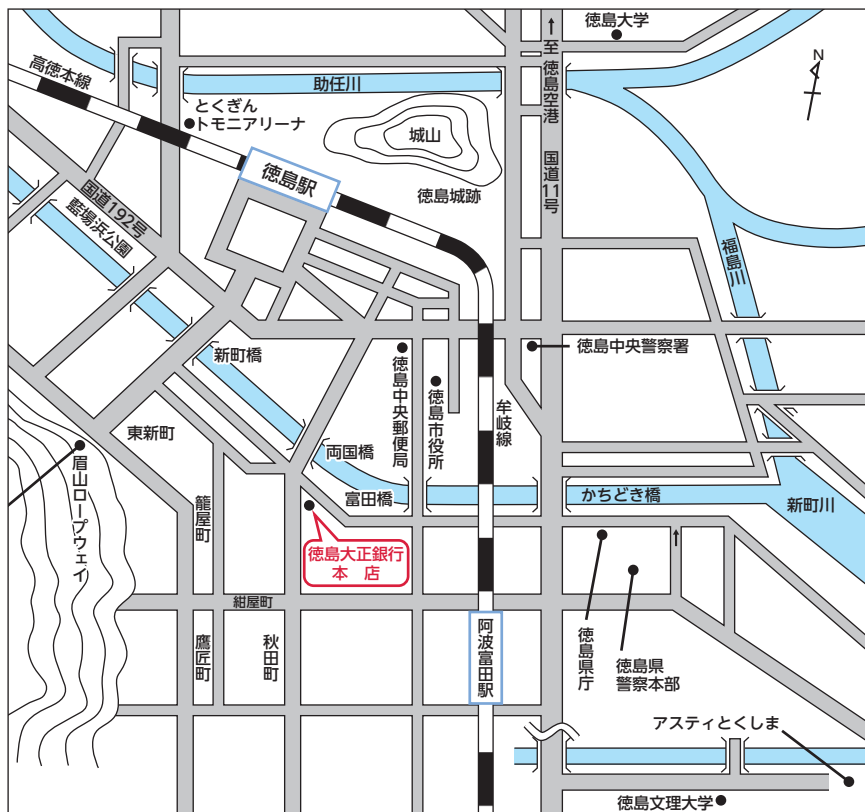 徳島大学
↑至 徳島空港
N
高徳本線
助任川
とくぎん
トモニアリーナ
城山
徳島駅
国道11号
徳島城跡
国道192号
藍場浜公園
福島川
新町橋
徳島中央警察署
徳島中央郵便局
徳島市役所
牟岐線
東新町
両国橋
眉山ロープウェイ
富田橋
かちどき橋
新町川
籠屋町
徳島大正銀行
本店
紺屋町
鷹匠町
秋田町
阿波富田駅
徳島県庁
徳島県
警察本部
アスティとくしま
徳島文理大学